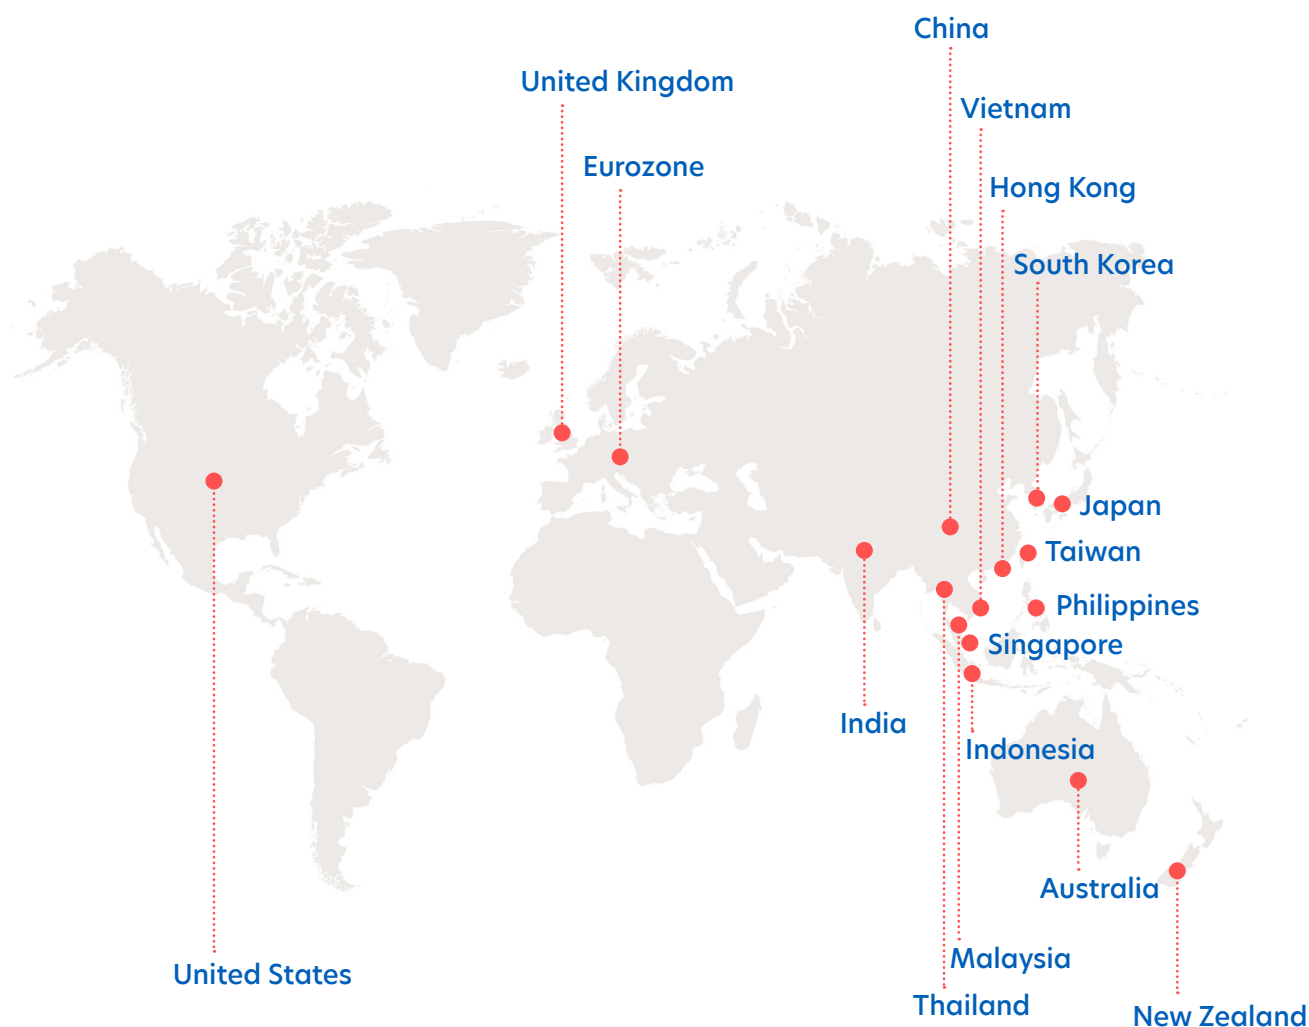 China
United Kingdom
Vietnam
Eurozone
Hong Kong
South Korea
Japan
Taiwan
Philippines
Singapore
India
Indonesia
Australia
Malaysia
United States
Thailand
New Zealand